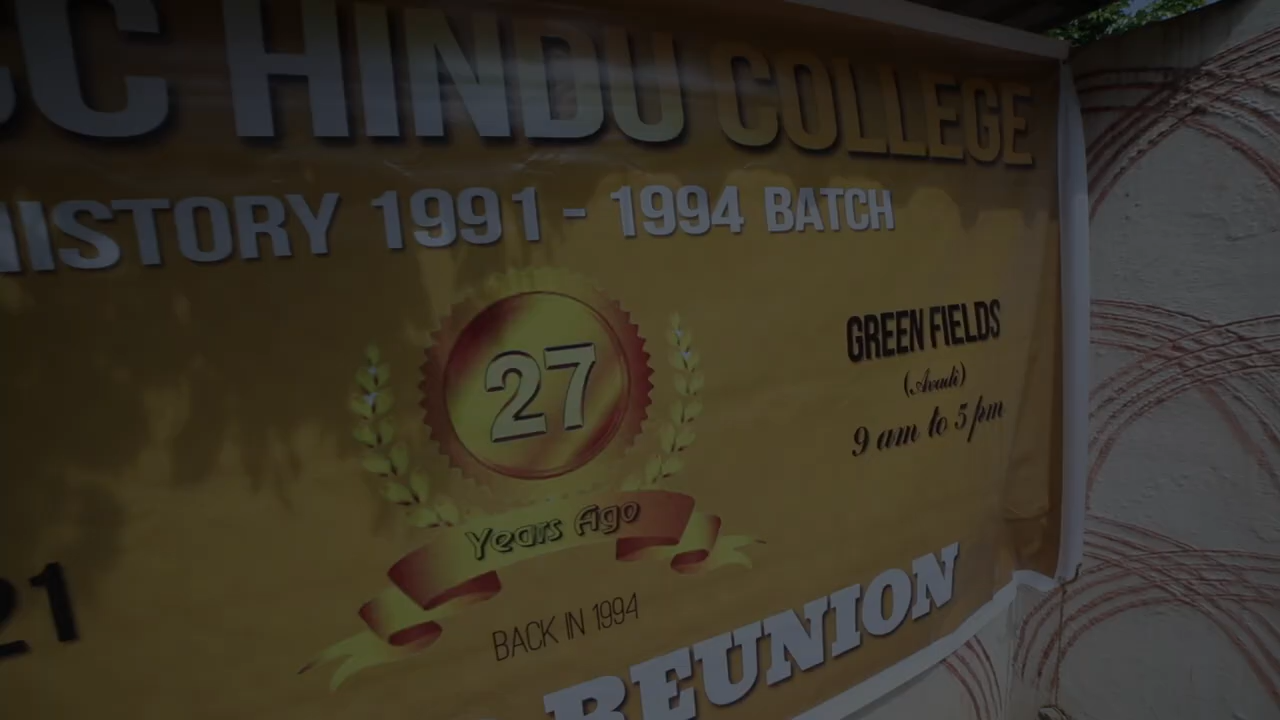 C HINDU COLLEGE
HISTORY 1991 - 1994 BATCH
27
Years Ago
BACK IN 1994
GREEN FIELDS
(Avadi)
9 am to 5 pm
21
REUNION